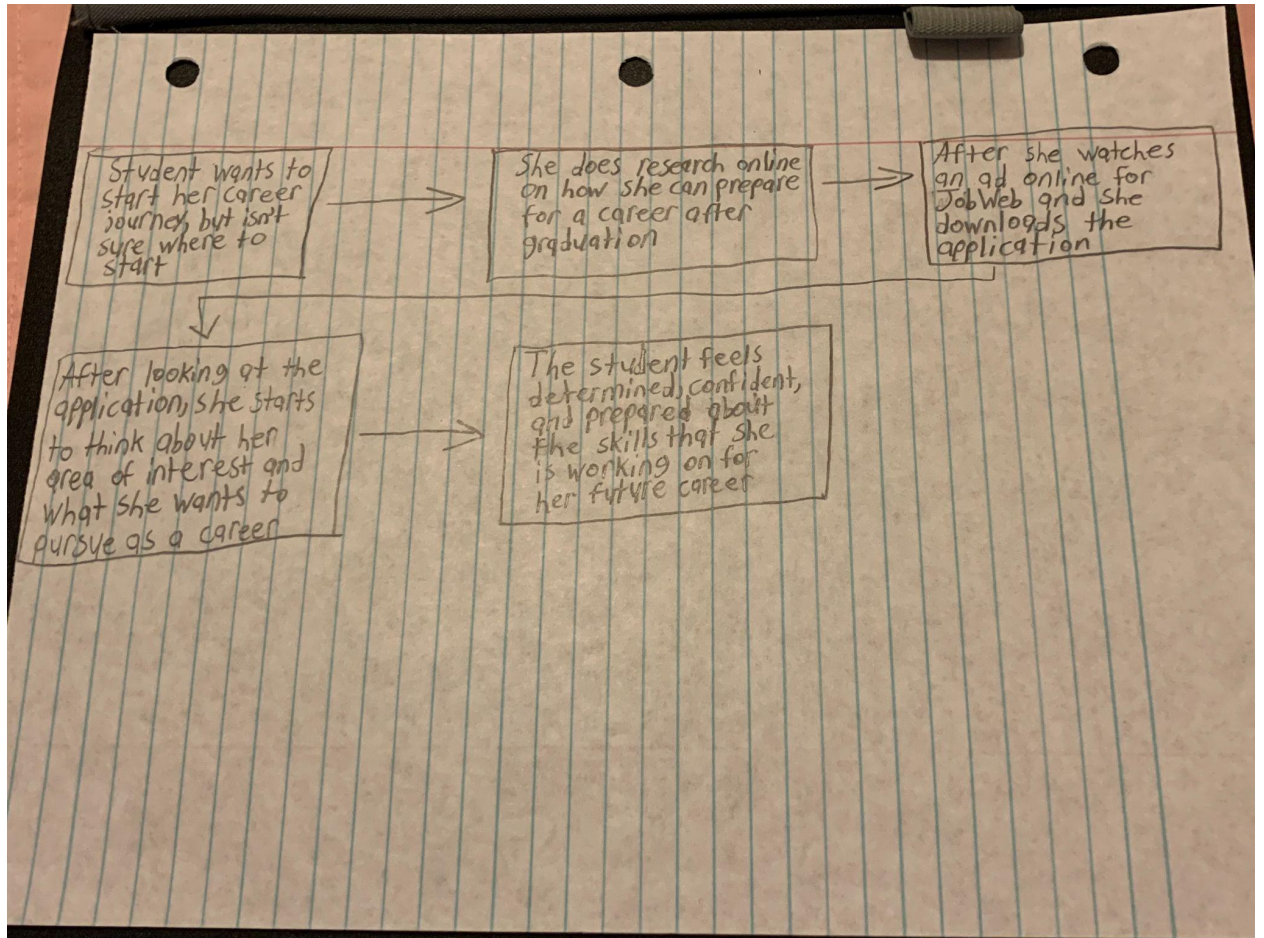 Student wants to
start her career
journey, but isn't
sure where to
start
She does research online
on how she can prepare
for a career after
graduation
After she watches
an ad online for
JobWeb and she
downloads the
application
After looking at the
application, she starts
to think about her
area of interest and
what she wants to
pursue as a career
The student feels
determined, confident,
and prepared about
the skills that she
is working on for
her future career